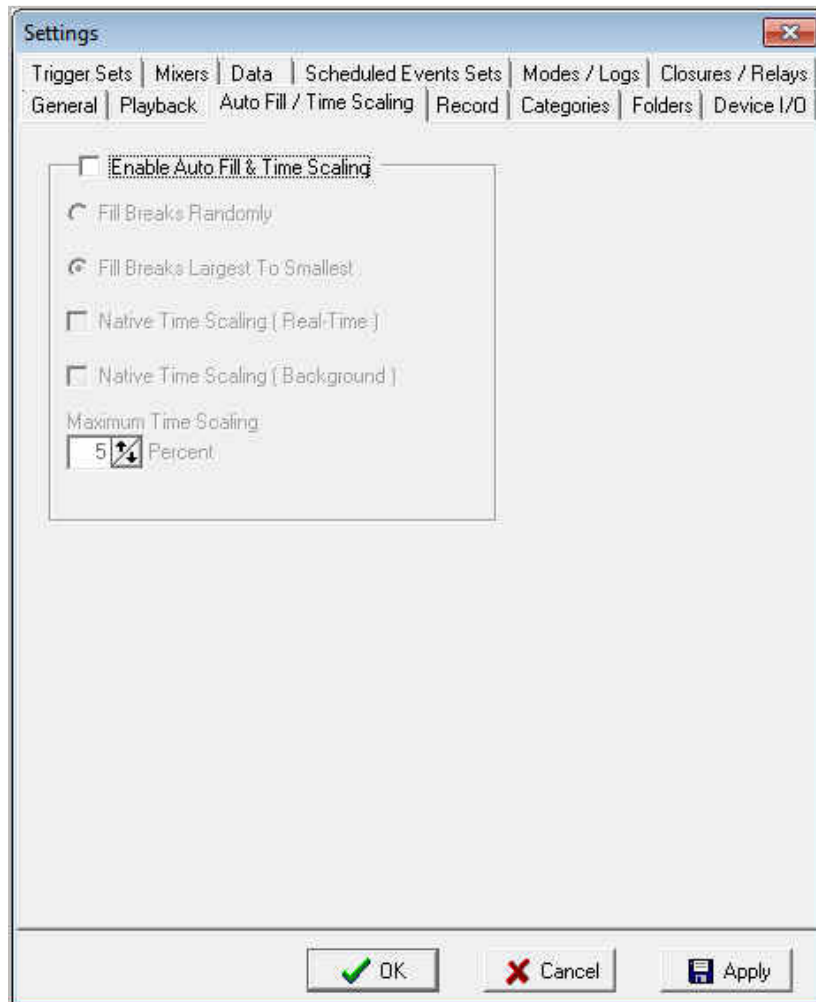 Settings
Trigger Sets Mixers Data Scheduled Events Sets Modes / Logs Closures / Relays
General Playback Auto Fill / Time Scaling Record Categories Folders Device I/O
Enable Auto Fill & Time Scaling
Fill Breaks Randomly
Fill Breaks Largest To Smallest
Native Time Scaling ( Real-Time )
Native Time Scaling ( Background )
Maximum Time Scaling
5 Percent
OK Cancel Apply